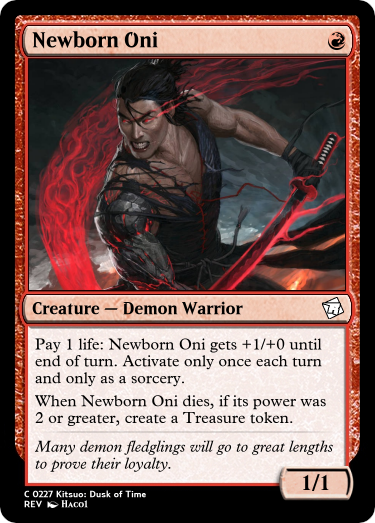 Newborn Oni
Creature — Demon Warrior
Pay 1 life: Newborn Oni gets +1/+0 until
end of turn. Activate only once each turn
and only as a sorcery.
When Newborn Oni dies, if its power was
2 or greater, create a Treasure token.
Many demon fledglings will go to great lengths
to prove their loyalty.
1/1
C 0227 Kitsuo: Dusk of Time
REV Haco1